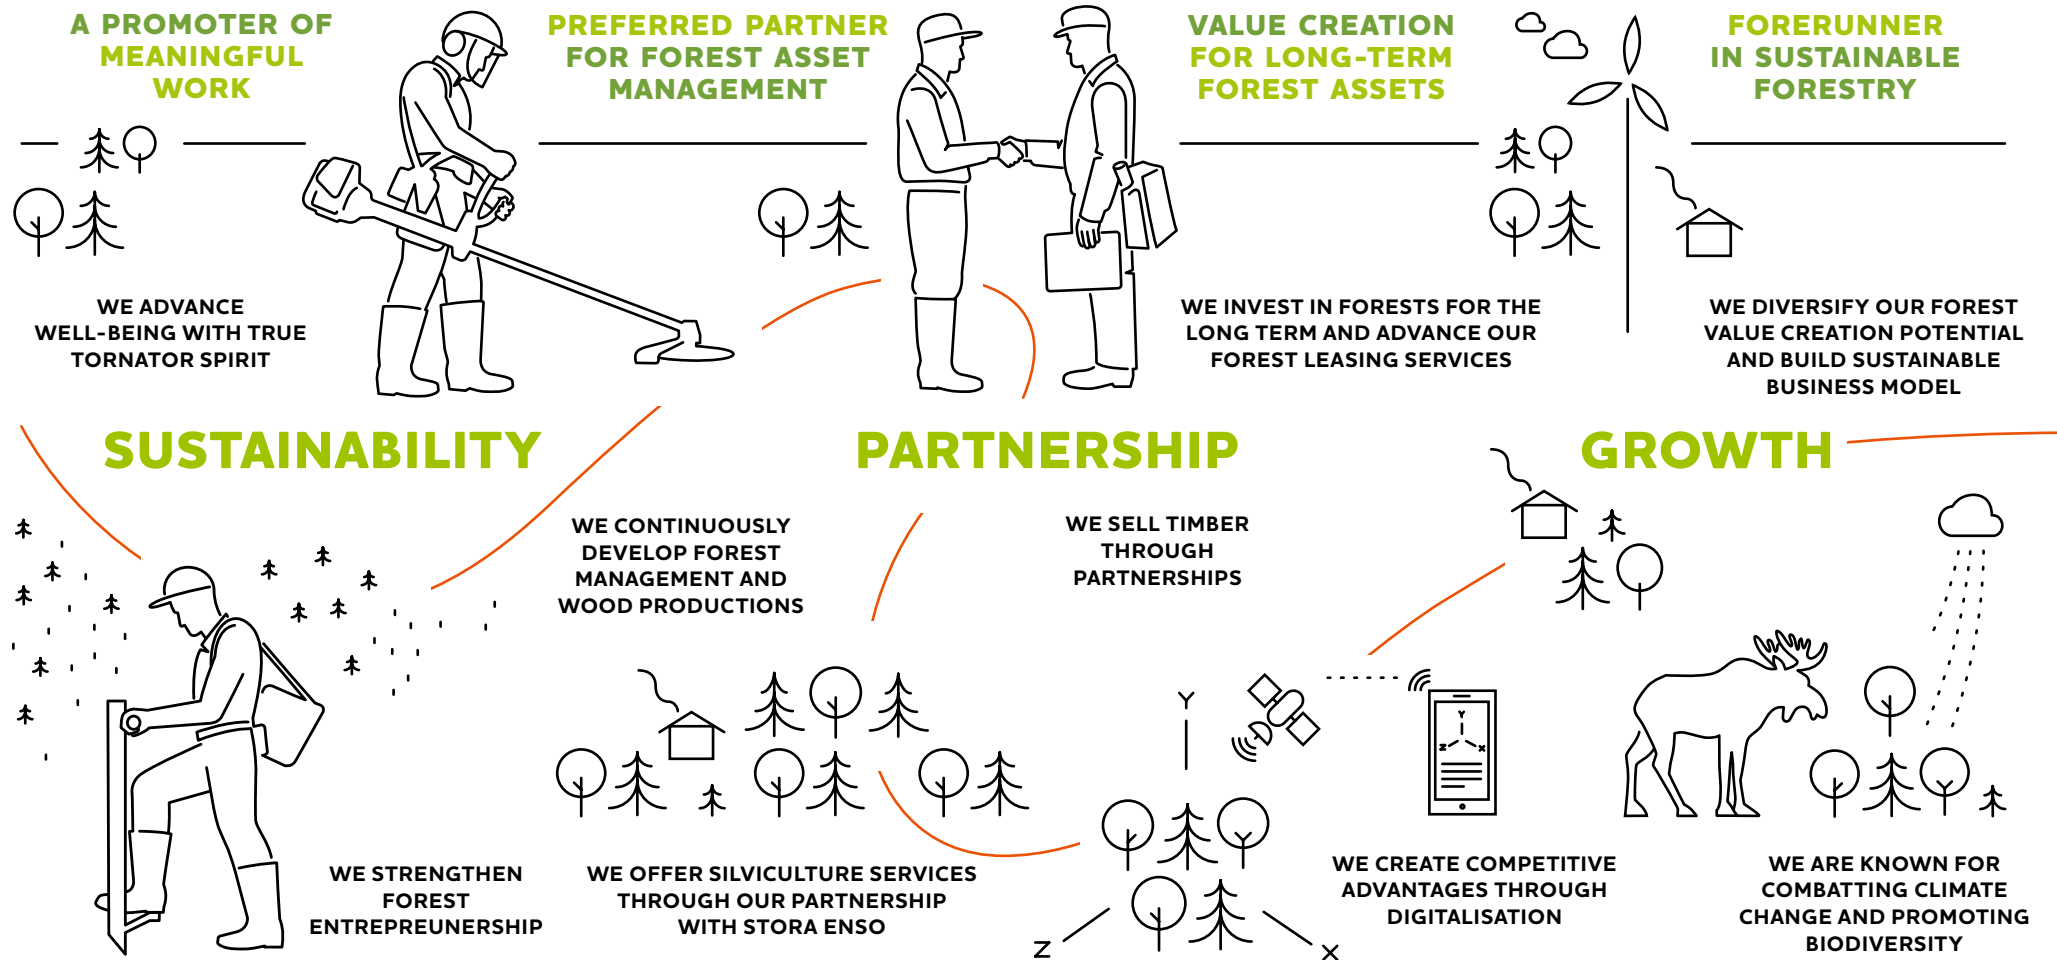 A PROMOTER OF
MEANINGFUL
WORK
PREFERRED PARTNER
FOR FOREST ASSET
MANAGEMENT
VALUE CREATION
FOR LONG-TERM
FOREST ASSETS
FORERUNNER
IN SUSTAINABLE
FORESTRY
WE ADVANCE
WELL-BEING WITH TRUE
TORNATOR SPIRIT
WE INVEST IN FORESTS FOR THE
LONG TERM AND ADVANCE OUR
FOREST LEASING SERVICES
WE DIVERSIFY OUR FOREST
VALUE CREATION POTENTIAL
AND BUILD SUSTAINABLE
BUSINESS MODEL
SUSTAINABILITY
PARTNERSHIP
GROWTH
WE CONTINUOUSLY
DEVELOP FOREST
MANAGEMENT AND
WOOD PRODUCTIONS
WE SELL TIMBER
THROUGH
PARTNERSHIPS
WE STRENGTHEN
FOREST
ENTREPREUNERSHIP
WE OFFER SILVICULTURE SERVICES
THROUGH OUR PARTNERSHIP
WITH STORA ENSO
Y
Z
X
Y
Z
X
WE CREATE COMPETITIVE
ADVANTAGES THROUGH
DIGITALISATION
WE ARE KNOWN FOR
COMBATTING CLIMATE
CHANGE AND PROMOTING
BIODIVERSITY